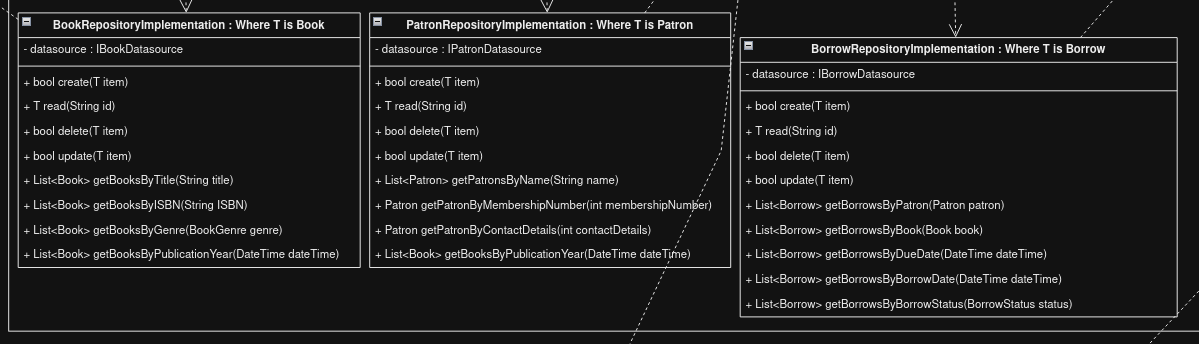 BookRepositoryImplementation : Where T is Book
- datasource : IBookDatasource
+ bool create(T item)
+ T read(String id)
+ bool delete(T item)
+ bool update(T item)
+ List<Book> getBooksByTitle(String title)
+ List<Book> getBooksByISBN(String ISBN)
+ List<Book> getBooksByGenre(BookGenre genre)
+ List<Book> getBooksByPublicationYear(DateTime dateTime)
PatronRepositoryImplementation : Where T is Patron
- datasource : IPatronDatasource
+ bool create(T item)
+ T read(String id)
+ bool delete(T item)
+ bool update(T item)
+ List<Patron> getPatronsByName(String name)
+ Patron getPatronByMembershipNumber(int membershipNumber)
+ Patron getPatronByContactDetails(int contactDetails)
+ List<Book> getBooksByPublicationYear(DateTime dateTime)
BorrowRepositoryImplementation : Where T is Borrow
- datasource : IBorrowDatasource
+ bool create(T item)
+ T read(String id)
+ bool delete(T item)
+ bool update(T item)
+ List<Borrow> getBorrowsByPatron(Patron patron)
+ List<Borrow> getBorrowsByBook(Book book)
+ List<Borrow> getBorrowsByDueDate(DateTime dateTime)
+ List<Borrow> getBorrowsByBorrowDate(DateTime dateTime)
+ List<Borrow> getBorrowsByBorrowStatus(BorrowStatus status)